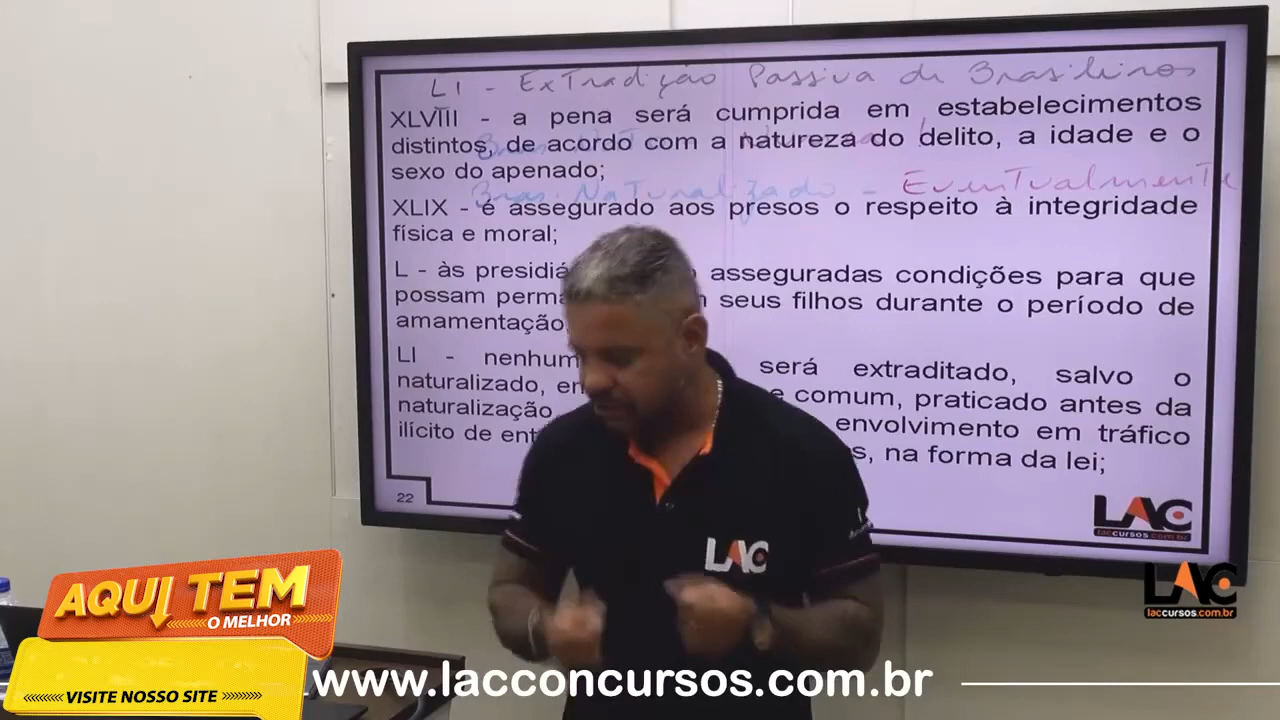 LI - Extradição Passiva de Brasileiros
XLVIII - a pena será cumprida em estabelecimentos
distintos, de acordo com a natureza do delito, a idade e o
sexo do apenado;
Bras. Naturalizado - Eventualmente
XLIX - é assegurado aos presos o respeito à integridade
física e moral;
L - às asseguradas condições para que
possam seus filhos durante o período de
amamentação
LI - será extraditado, salvo o
naturalizado, comum, praticado antes da
naturalização envolvimento em tráfico
ilícito de na forma da lei;
22
LAC
laccursos.com.br
LAC
LAC
laccursos.com.br
AQUI TEM
O MELHOR
VISITE NOSSO SITE
www.lacconcursos.com.br